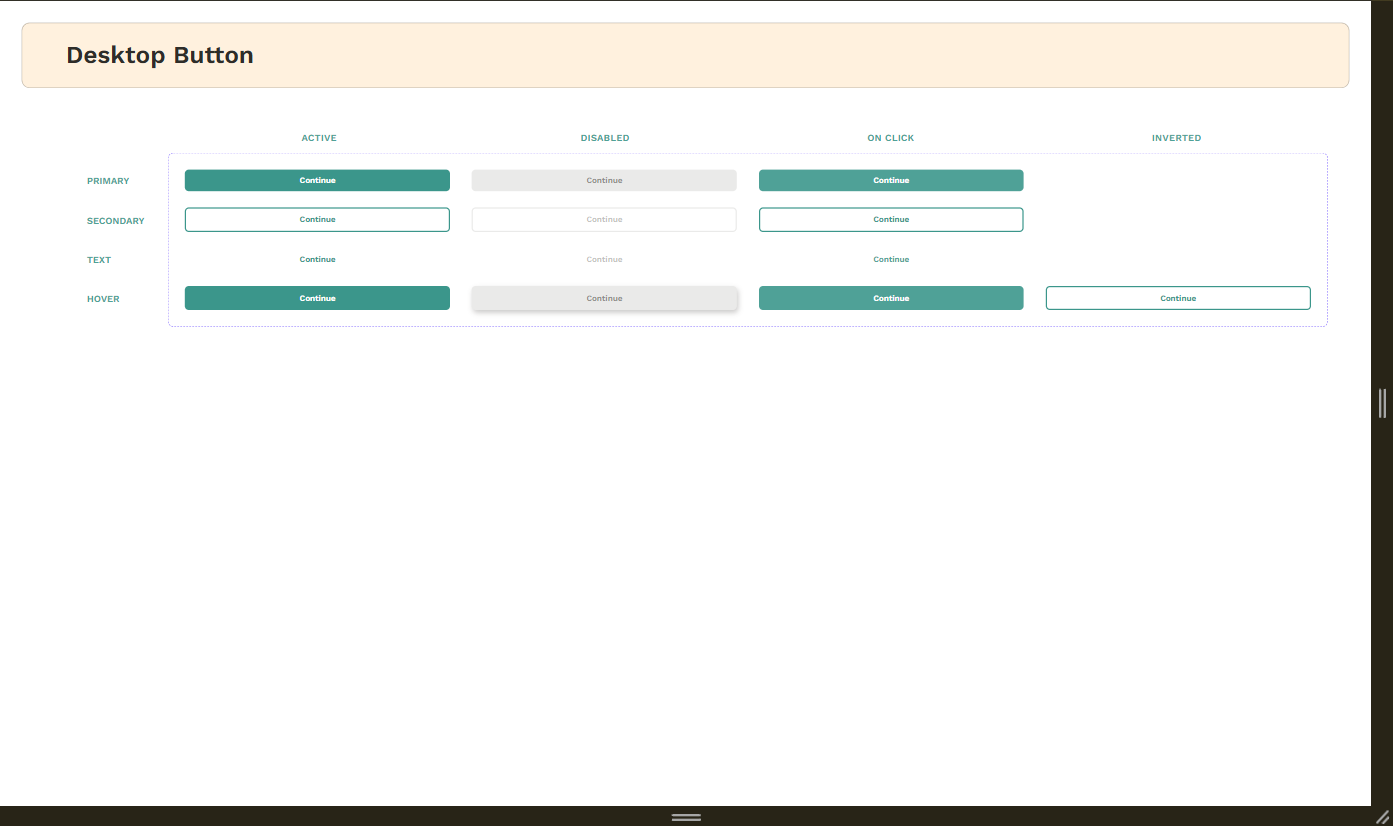 Desktop Button
ACTIVE DISABLED ON CLICK INVERTED
PRIMARY Continue Continue Continue
SECONDARY Continue Continue Continue
TEXT Continue Continue Continue
HOVER Continue Continue Continue Continue